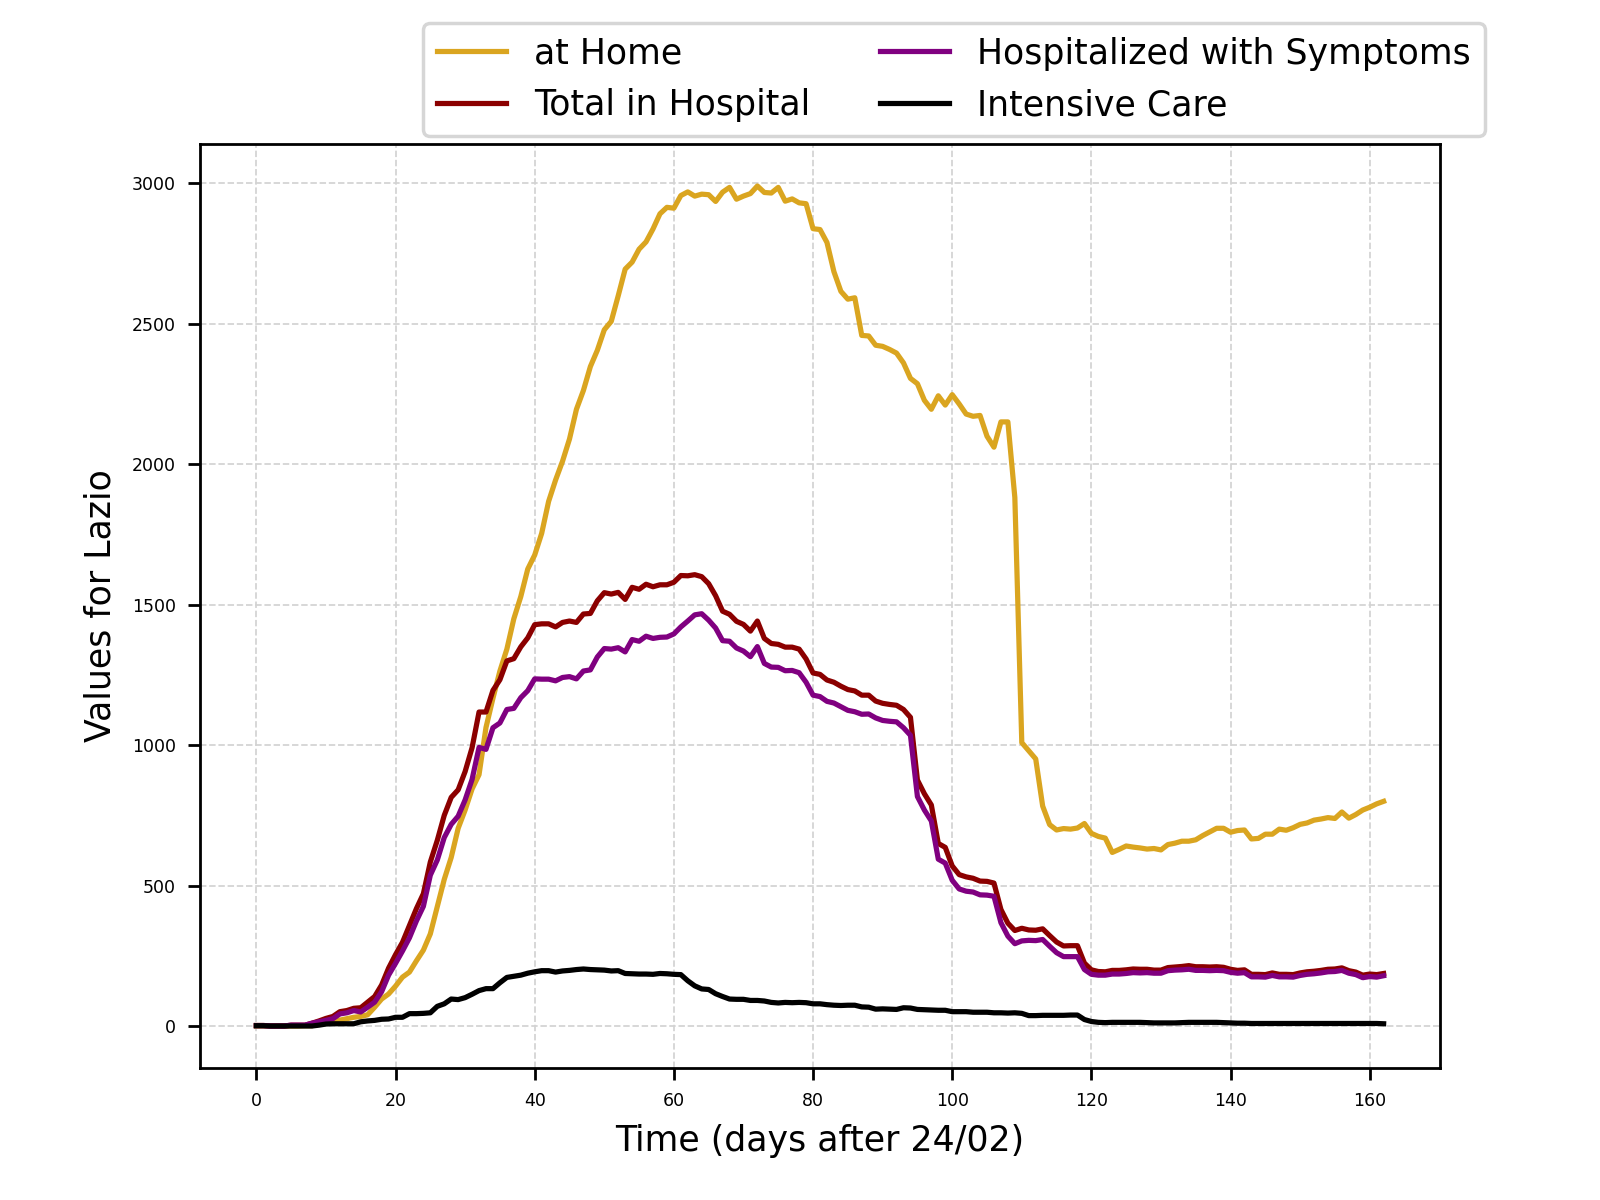 at Home
Total in Hospital
Hospitalized with Symptoms
Intensive Care
3000
2500
2000
1500
1000
500
0
Values for Lazio
0 20 40 60 80 100 120 140 160
Time (days after 24/02)